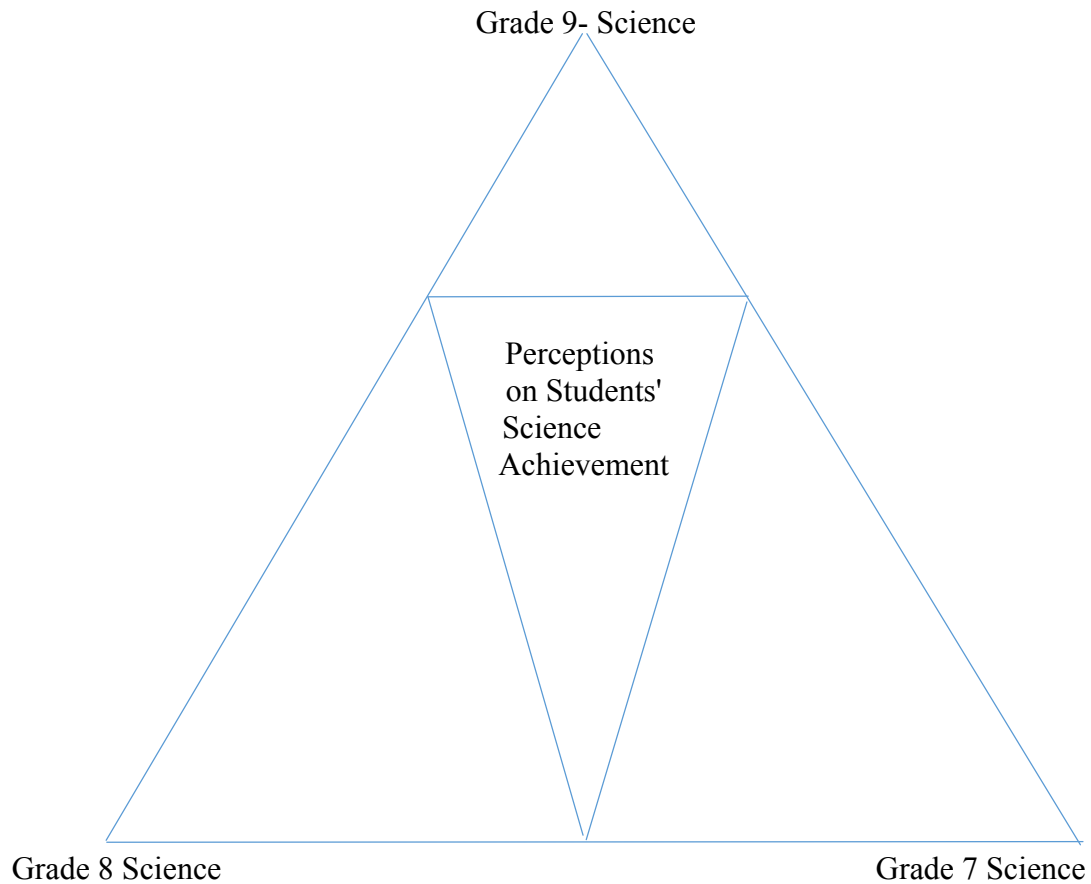 Grade 9- Science
Perceptions
on Students'
Science
Achievement
Grade 8 Science
Grade 7 Science